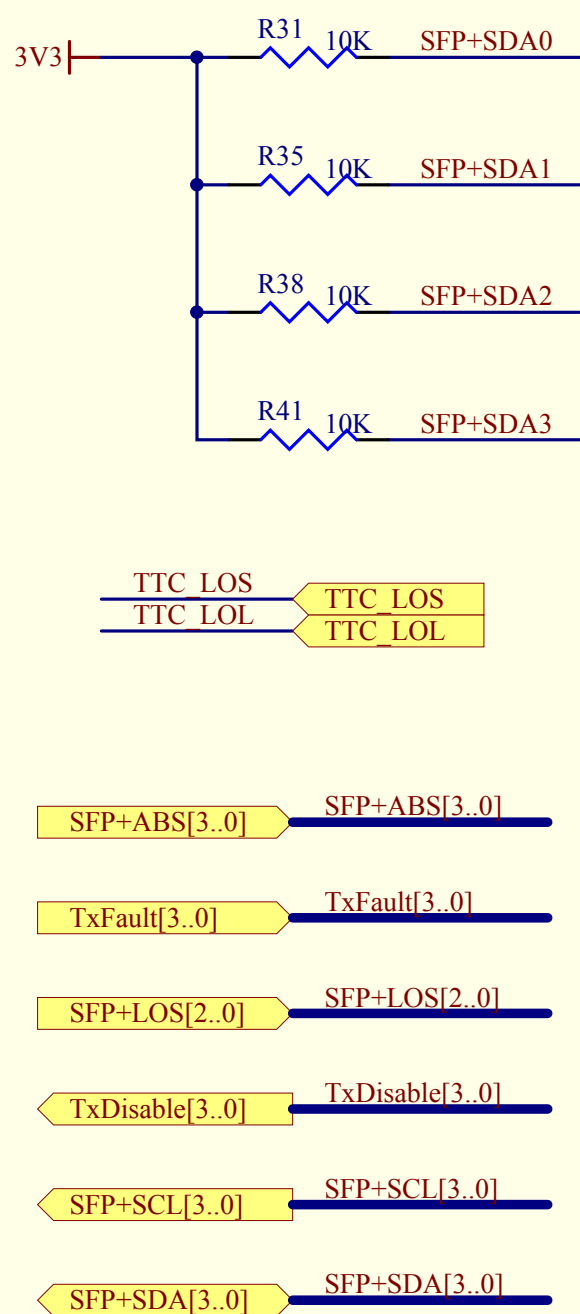 R31 10K SFP+SDA0
3V3
R35 10K SFP+SDA1
R38 10K SFP+SDA2
R41 10K SFP+SDA3
TTC_LOS TTC_LOS
TTC_LOL TTC_LOL
SFP+ABS[3..0] SFP+ABS[3..0]
TxFault[3..0] TxFault[3..0]
SFP+LOS[2..0] SFP+LOS[2..0]
TxDisable[3..0] TxDisable[3..0]
SFP+SCL[3..0] SFP+SCL[3..0]
SFP+SDA[3..0] SFP+SDA[3..0]